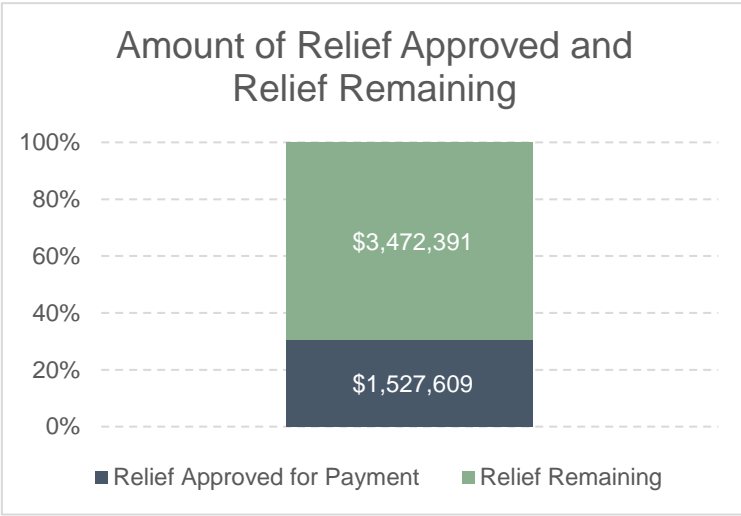 Amount of Relief Approved and
Relief Remaining
100%
80%
60%
40%
20%
0%
$3,472,391
$1,527,609
Relief Approved for Payment
Relief Remaining